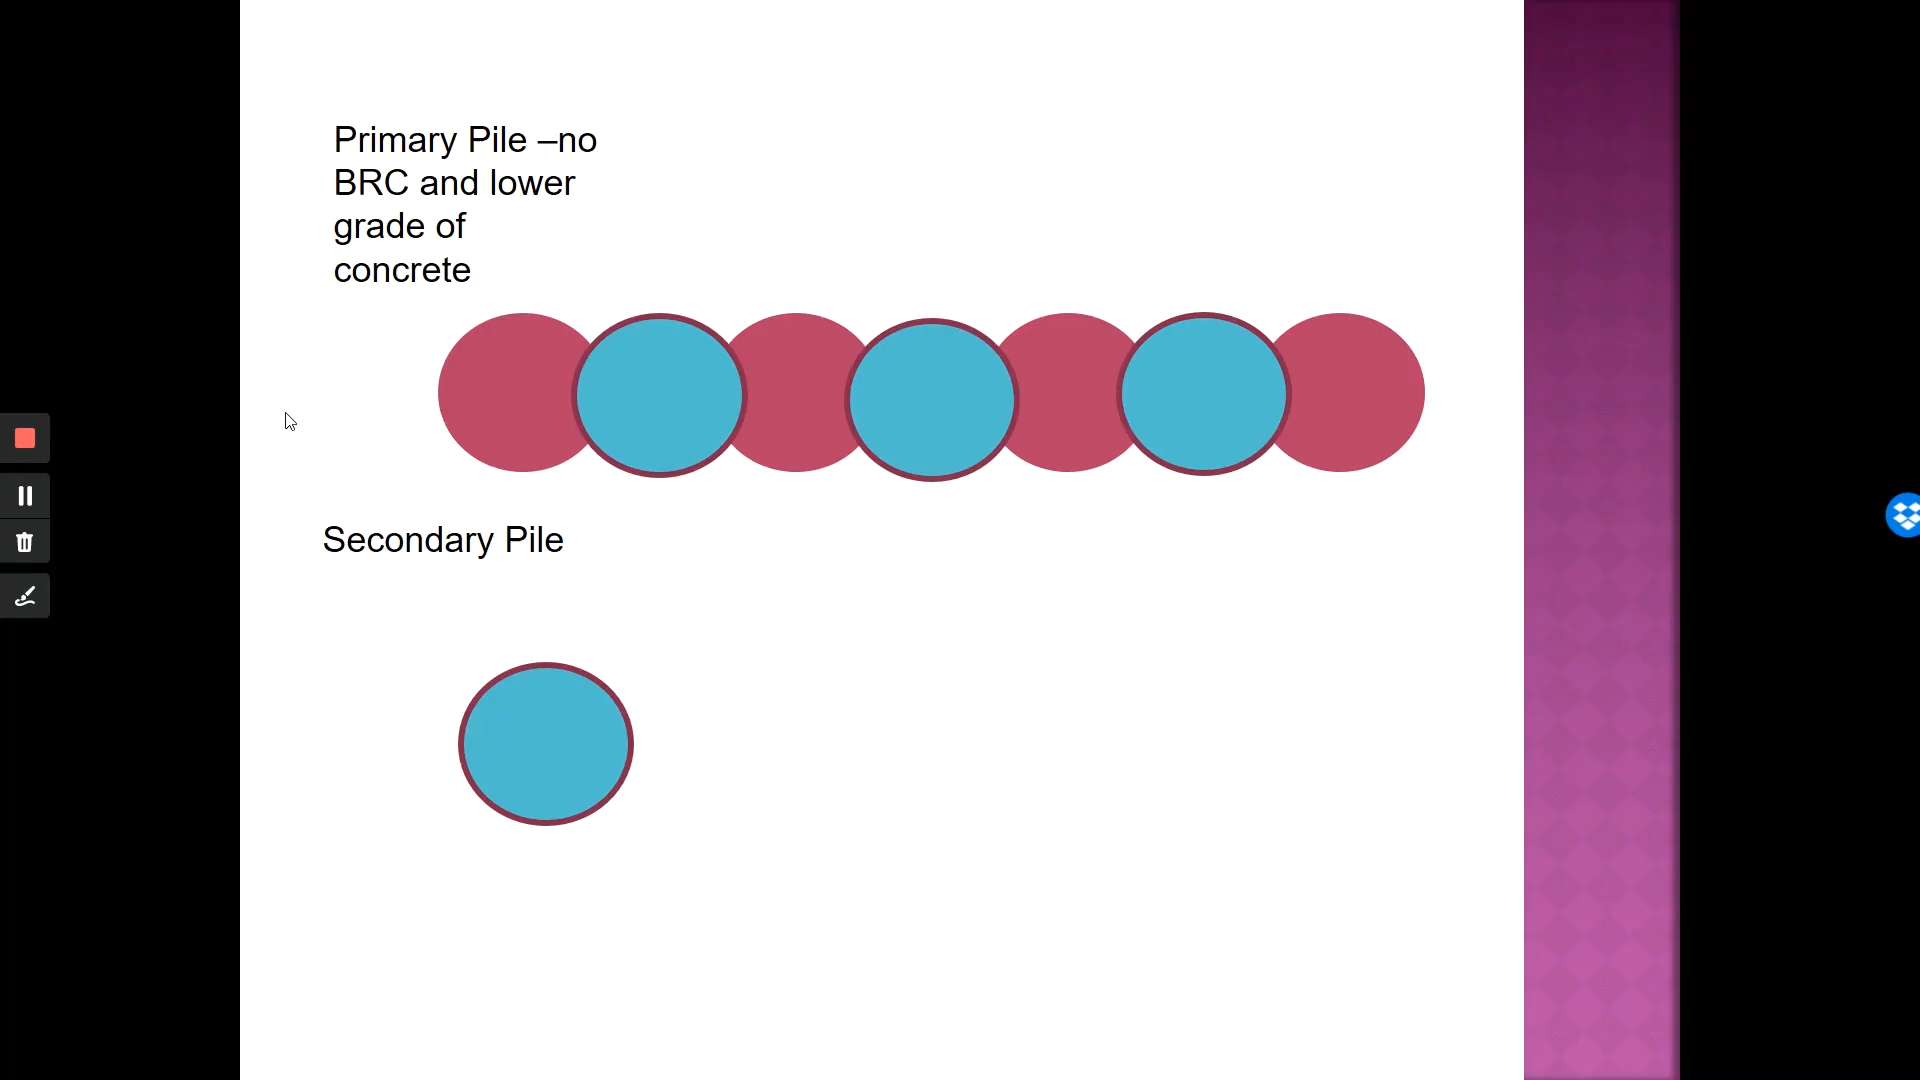 Primary Pile –no
BRC and lower
grade of
concrete
Secondary Pile